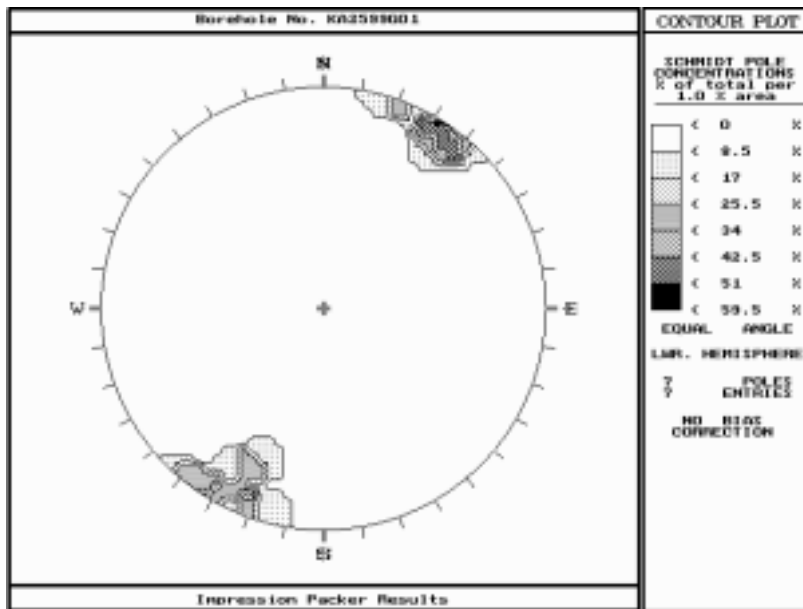 Borehole No. KA2599G01
CONTOUR PLOT
SCHMIDT POLE
CONCENTRATIONS
% of total per
1.0 % area
< 0 %
< 8.5 %
< 17 %
< 25.5 %
< 34 %
< 42.5 %
< 51 %
< 59.5 %
EQUAL ANGLE
LWR. HEMISPHERE
7 POLES
7 ENTRIES
NO BIAS
CORRECTION
N
W
E
S
Impression Packer Results